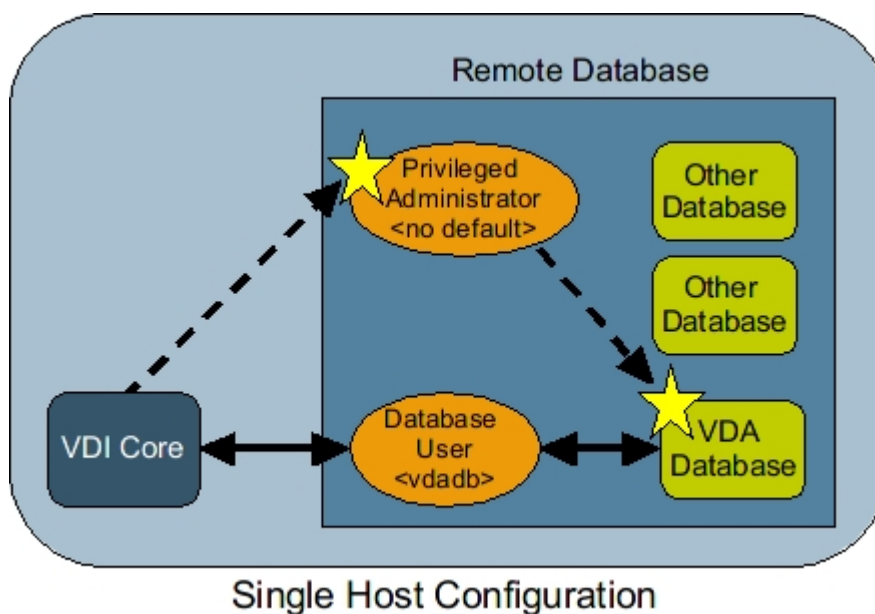 Remote Database
Privileged
Administrator
<no default>
Other
Database
Other
Database
VDI Core
Database
User
<vdadb>
VDA
Database
Single Host Configuration